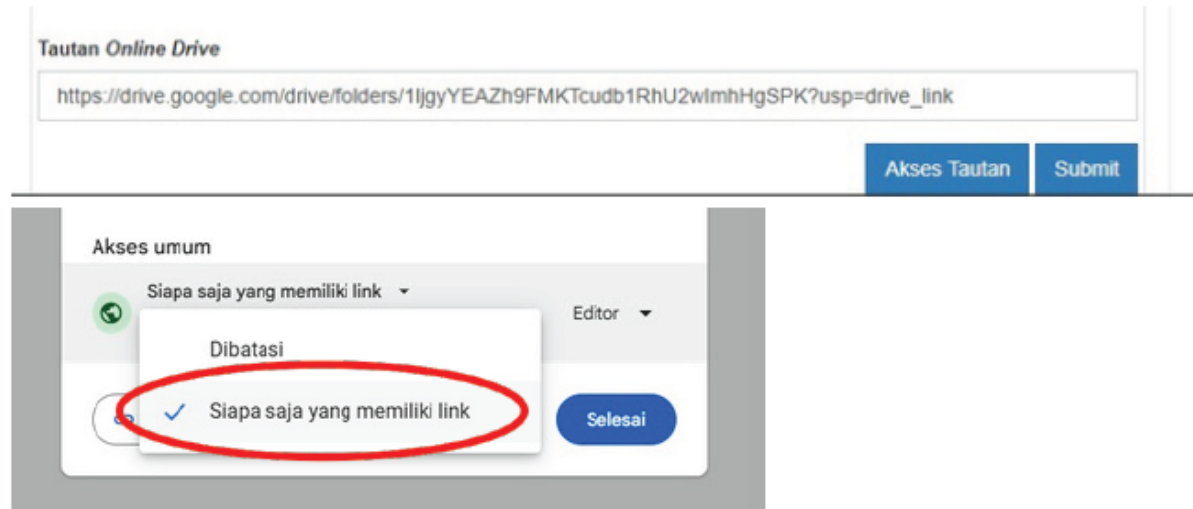 Tautan Online Drive
https://drive.google.com/drive/folders/1IjgyYEAZh9FMKTcudb1RhU2wImhHgSPK?usp=drive_link
Akses Tautan Submit
Akses umum
Siapa saja yang memiliki link
Editor
Dibatasi
Siapa saja yang memiliki link
Selesai